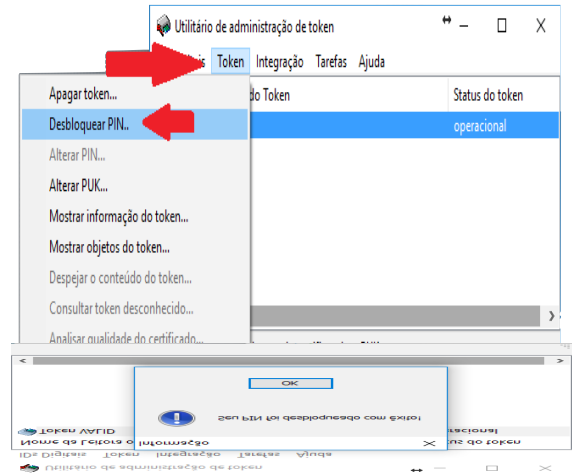 Utilitário de administração de token
Token Integração Tarefas Ajuda
Apagar token... do Token Status do token
Desbloquear PIN.. operacional
Alterar PIN...
Alterar PUK...
Mostrar informação do token...
Mostrar objetos do token...
Despejar o conteúdo do token...
Consultar token desconhecido...
Analisar qualidade do certificado...
OK
Seu PIN foi desbloqueado com êxito!
Token VALID racional
Nome da Leitora o Informação us do token
IDs Digitais Token Integração Tarefas Ajuda
Utilitário de administração de token